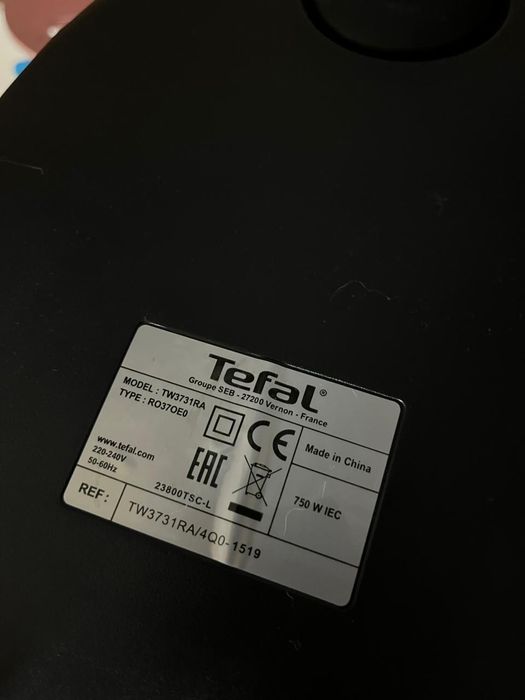 Tefal®
Groupe SEB - 27200 Vernon - France
MODEL : TW3731RA
TYPE : RO37OE0
CE
Made in China
www.tefal.com
220-240V
50-60Hz
EAC
23800TSC-L
750 W IEC
REF :
TW3731RA/4Q0-1519